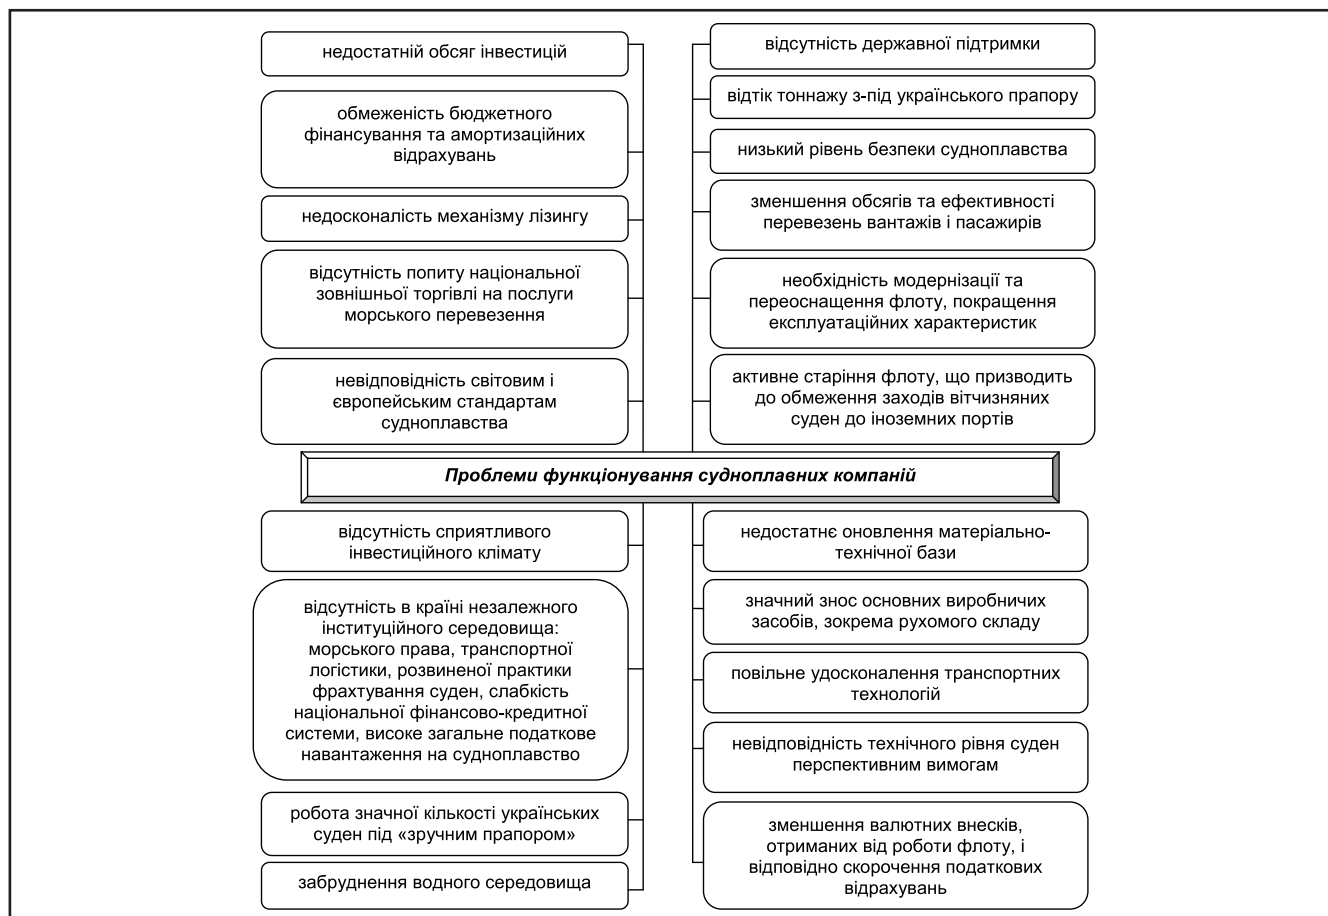 недостатній обсяг інвестицій
обмеженість бюджетного
фінансування та амортизаційних
відрахувань
недосконалість механізму лізингу
відсутність попиту національної
зовнішньої торгівлі на послуги
морського перевезення
невідповідність світовим і
європейським стандартам
судноплавства
відсутність державної підтримки
відтік тоннажу з-під українського прапору
низький рівень безпеки судноплавства
зменшення обсягів та ефективності
перевезень вантажів і пасажирів
необхідність модернізації та
переоснащення флоту, покращення
експлуатаційних характеристик
активне старіння флоту, що призводить
до обмеження заходів вітчизняних
суден до іноземних портів
Проблеми функціонування судноплавних компаній
відсутність сприятливого
інвестиційного клімату
відсутність в країні незалежного
інституційного середовища:
морського права, транспортної
логістики, розвиненої практики
фрахтування суден, слабкість
національної фінансово-кредитної
системи, високе загальне податкове
навантаження на судноплавство
робота значної кількості українських
суден під «зручним прапором»
забруднення водного середовища
недостатнє оновлення матеріально-
технічної бази
значний знос основних виробничих
засобів, зокрема рухомого складу
повільне удосконалення транспортних
технологій
невідповідність технічного рівня суден
перспективним вимогам
зменшення валютних внесків,
отриманих від роботи флоту, і
відповідно скорочення податкових
відрахувань